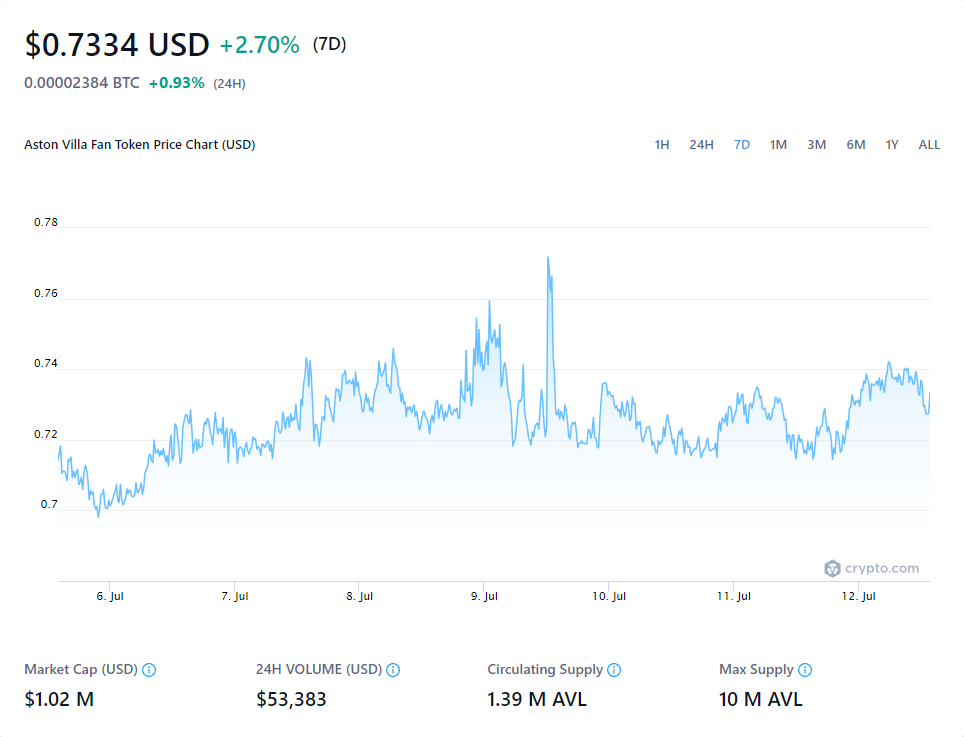 $0.7334 USD +2.70% (7D)
0.00002384 BTC +0.93% (24H)
Aston Villa Fan Token Price Chart (USD) 1H 24H 7D 1M 3M 6M 1Y ALL
0.78
0.76
0.74
0.72
0.7
crypto.com
6. Jul 7. Jul 8. Jul 9. Jul 10. Jul 11. Jul 12. Jul
Market Cap (USD) 24H VOLUME (USD) Circulating Supply Max Supply
$1.02 M $53,383 1.39 M AVL 10 M AVL